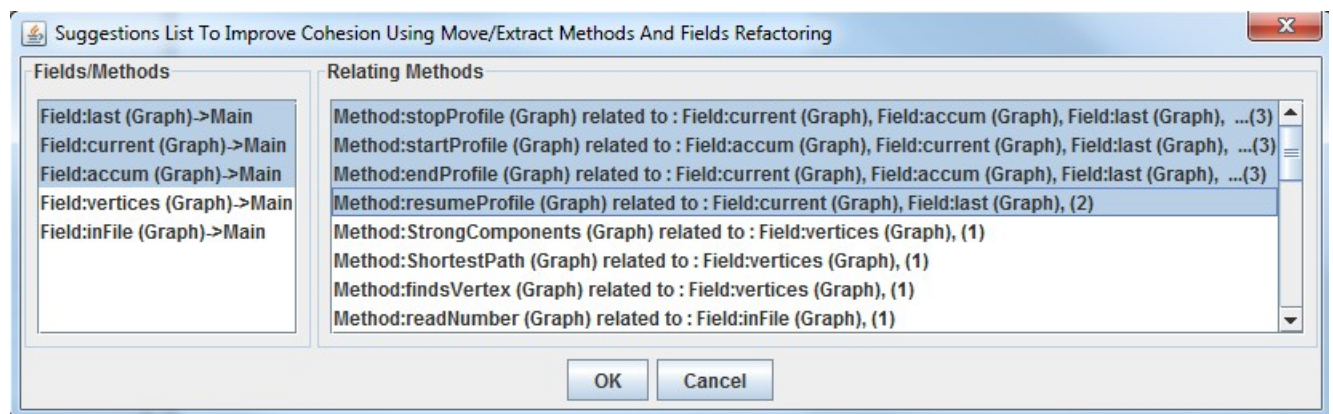 Suggestions List To Improve Cohesion Using Move/Extract Methods And Fields Refactoring
Fields/Methods
Field:last (Graph)->Main
Field:current (Graph)->Main
Field:accum (Graph)->Main
Field:vertices (Graph)->Main
Field:inFile (Graph)->Main
Relating Methods
Method:stopProfile (Graph) related to : Field:current (Graph), Field:accum (Graph), Field:last (Graph), ...(3)
Method:startProfile (Graph) related to : Field:accum (Graph), Field:current (Graph), Field:last (Graph), ...(3)
Method:endProfile (Graph) related to : Field:current (Graph), Field:accum (Graph), Field:last (Graph), ...(3)
Method:resumeProfile (Graph) related to : Field:current (Graph), Field:last (Graph), (2)
Method:StrongComponents (Graph) related to : Field:vertices (Graph), (1)
Method:ShortestPath (Graph) related to : Field:vertices (Graph), (1)
Method:findsVertex (Graph) related to : Field:vertices (Graph), (1)
Method:readNumber (Graph) related to : Field:inFile (Graph), (1)
OK
Cancel